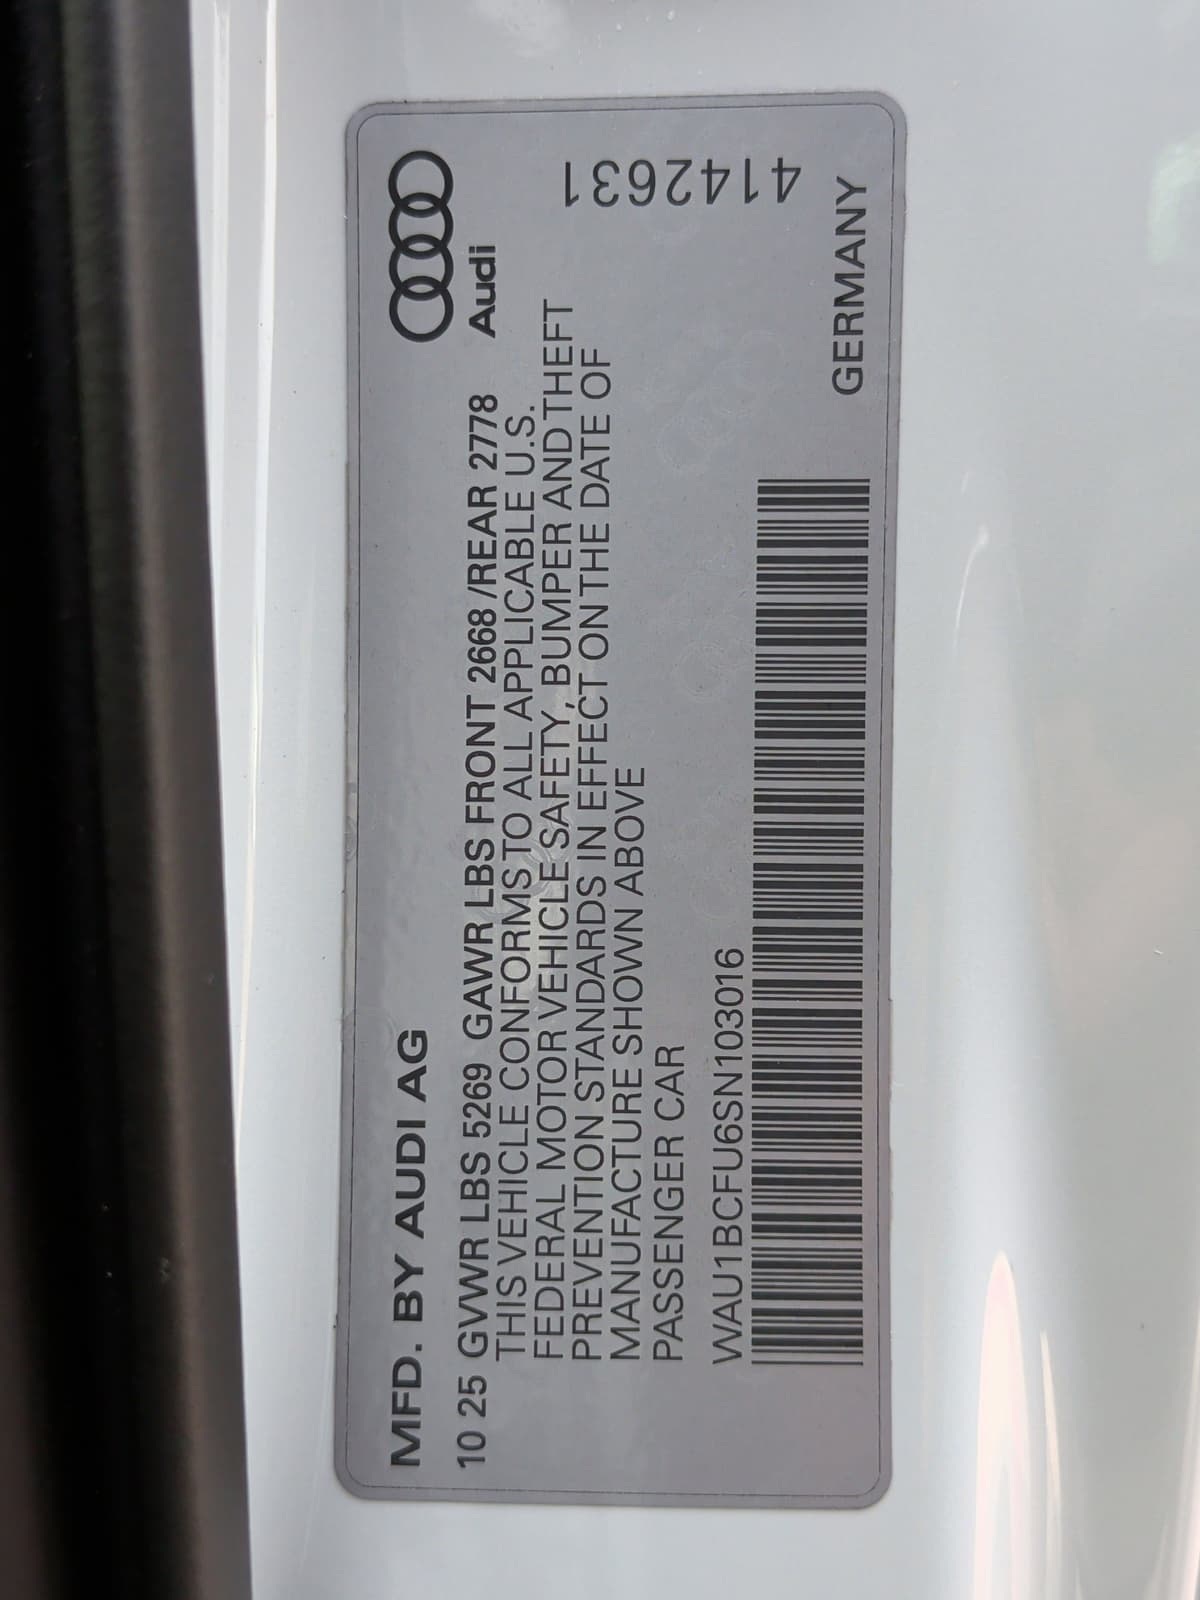 MFD. BY AUDI AG
Audi
10 25 GVWR LBS 5269 GAWR LBS FRONT 2668 /REAR 2778
THIS VEHICLE CONFORMS TO ALL APPLICABLE U.S.
FEDERAL MOTOR VEHICLE SAFETY, BUMPER AND THEFT
PREVENTION STANDARDS IN EFFECT ON THE DATE OF
MANUFACTURE SHOWN ABOVE
PASSENGER CAR
4142631
WAU1BCFU6SN103016
GERMANY